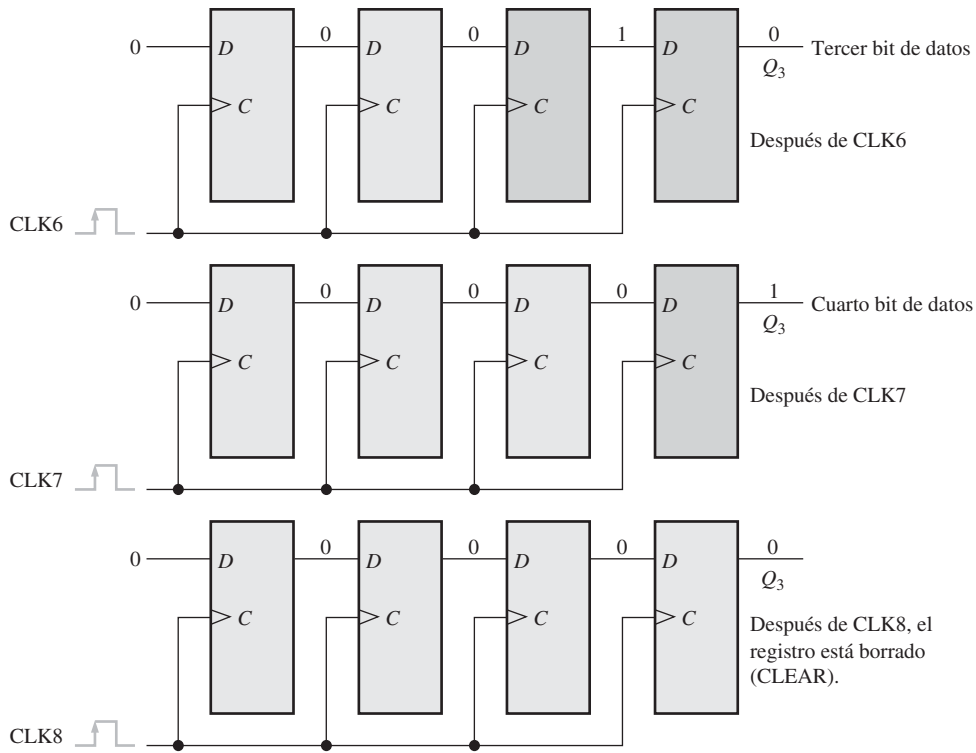 0 D 0 D 0 D 1 D 0 Tercer bit de datos
Q3
C C C C
Después de CLK6
CLK6
0 D 0 D 0 D 0 D 1 Cuarto bit de datos
Q3
C C C C
Después de CLK7
CLK7
0 D 0 D 0 D 0 D 0
Q3
C C C C
Después de CLK8, el
registro está borrado
(CLEAR).
CLK8